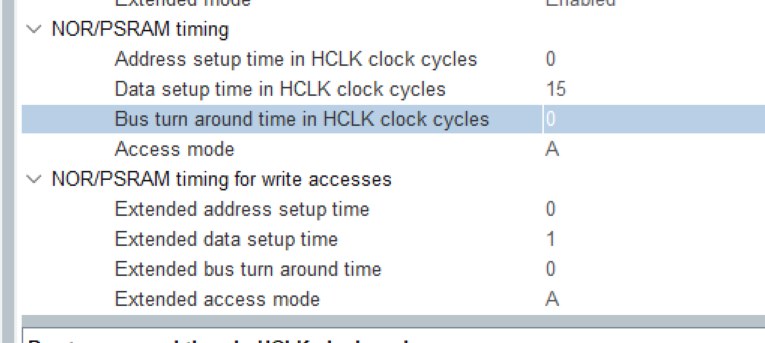 Extended mode Enabled
NOR/PSRAM timing
Address setup time in HCLK clock cycles 0
Data setup time in HCLK clock cycles 15
Bus turn around time in HCLK clock cycles 0
Access mode A
NOR/PSRAM timing for write accesses
Extended address setup time 0
Extended data setup time 1
Extended bus turn around time 0
Extended access mode A